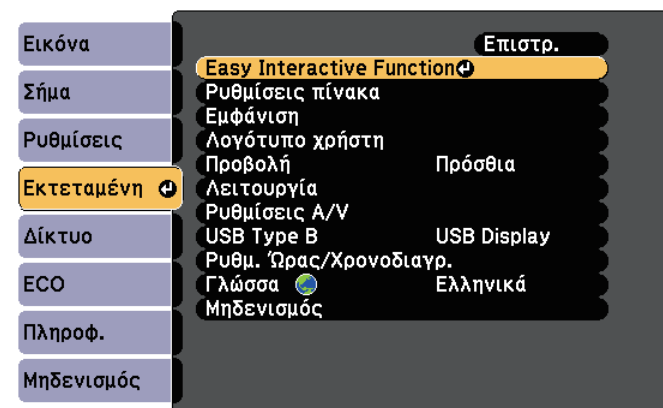 Εικόνα
Σήμα
Ρυθμίσεις
Εκτεταμένη
Δίκτυο
ECO
Πληροφ.
Μηδενισμός
Επιστρ.
Easy Interactive Function
Ρυθμίσεις πίνακα
Εμφάνιση
Λογότυπο χρήστη
Προβολή Πρόσθια
Λειτουργία
Ρυθμίσεις A/V
USB Type B USB Display
Ρυθμ. Ώρας/Χρονοδιαγρ.
Γλώσσα Ελληνικά
Μηδενισμός